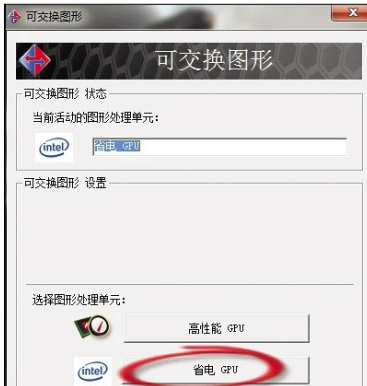 可交换图形
可交换图形
可交换图形 状态
当前活动的图形处理单元:
intel
省电 GPU
可交换图形 设置
选择图形处理单元:
高性能 GPU
intel
省电 GPU